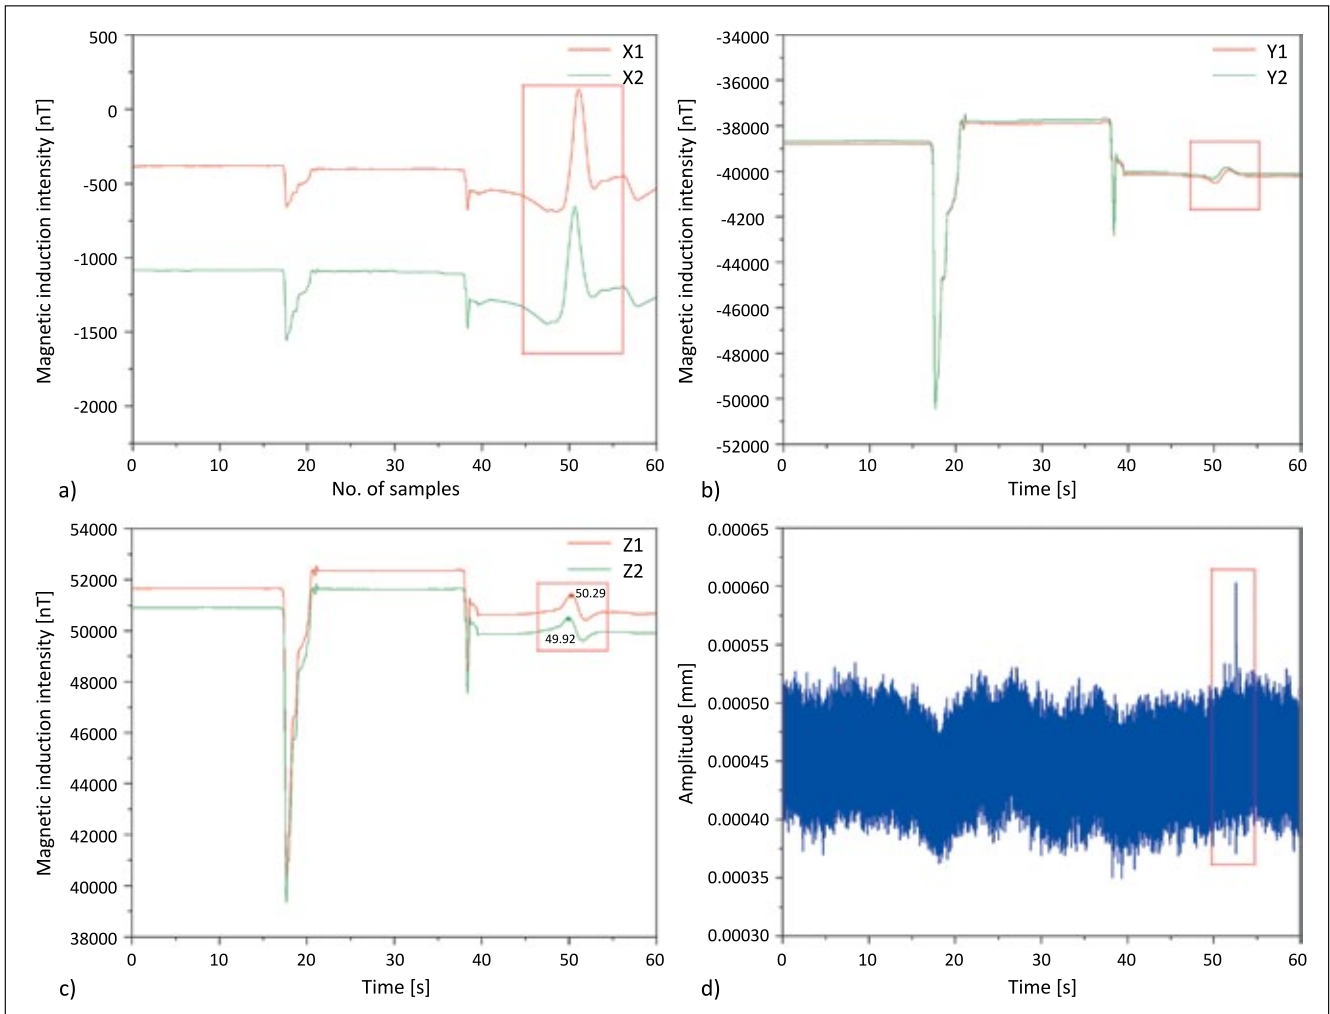 X1
X2
Magnetic induction intensity [nT]
500
0
-500
-1000
-1500
-2000
0 10 20 30 40 50 60
No. of samples
a)
Y1
Y2
Magnetic induction intensity [nT]
-34000
-36000
-38000
-40000
-4200
-44000
-46000
-48000
-50000
-52000
0 10 20 30 40 50 60
Time [s]
b)
Z1
Z2
50.29
49.92
Magnetic induction intensity [nT]
54000
52000
50000
48000
46000
44000
42000
40000
38000
0 10 20 30 40 50 60
Time [s]
c)
Amplitude [mm]
0.00065
0.00060
0.00055
0.00050
0.00045
0.00040
0.00035
0.00030
0 10 20 30 40 50 60
Time [s]
d)